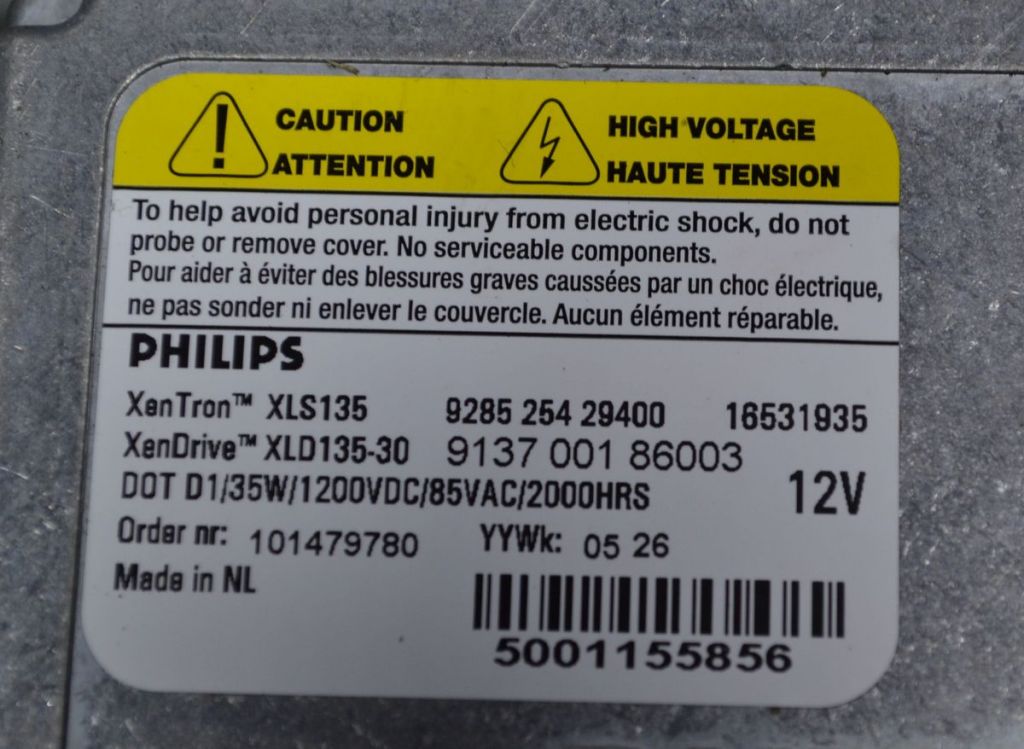 CAUTION
ATTENTION
HIGH VOLTAGE
HAUTE TENSION
To help avoid personal injury from electric shock, do not
probe or remove cover. No serviceable components.
Pour aider à éviter des blessures graves caussées par un choc électrique,
ne pas sonder ni enlever le couvercle. Aucun élément réparable.
PHILIPS
XenTron™ XLS135 9285 254 29400 16531935
XenDrive™ XLD135-30 9137 001 86003
DOT D1/35W/1200VDC/85VAC/2000HRS 12V
Order nr: 101479780 YYWk: 05 26
Made in NL
5001155856